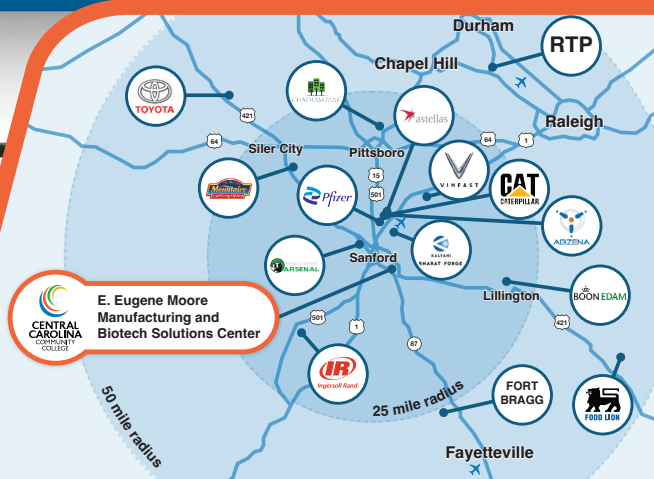 Durham
RTP
Chapel Hill
TOYOTA
CHATHAM PARK
astellas
421
Raleigh
64
Siler City
Pittsboro
64
1
15
501
VINFAST
CAT
CATERPILLAR
Mountaire
Pfizer
ABZENA
KALYANI
BHARAT FORGE
ARSENAL
Sanford
Lillington
BOON EDAM
E. Eugene Moore
Manufacturing and
Biotech Solutions Center
CENTRAL
CAROLINA
COMMUNITY
COLLEGE
501
1
87
421
IR
Ingersoll Rand.
25 mile radius
FORT
BRAGG
FOOD LION
50 mile radius
Fayetteville